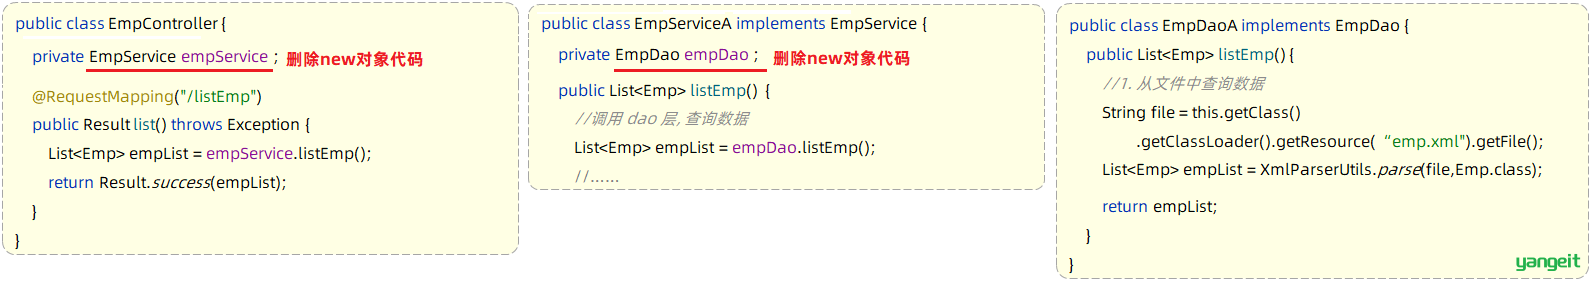 public class EmpController {
private EmpService empService ; 删除new对象代码
@RequestMapping("/listEmp")
public Result list() throws Exception {
List<Emp> empList = empService.listEmp();
return Result.success(empList);
}
}
public class EmpServiceA implements EmpService {
private EmpDao empDao ; 删除new对象代码
public List<Emp> listEmp() {
//调用 dao 层, 查询数据
List<Emp> empList = empDao.listEmp();
//......
public class EmpDaoA implements EmpDao {
public List<Emp> listEmp() {
//1. 从文件中查询数据
String file = this.getClass()
.getClassLoader().getResource( “emp.xml").getFile();
List<Emp> empList = XmlParserUtils.parse(file,Emp.class);
return empList;
}
}
yangeit